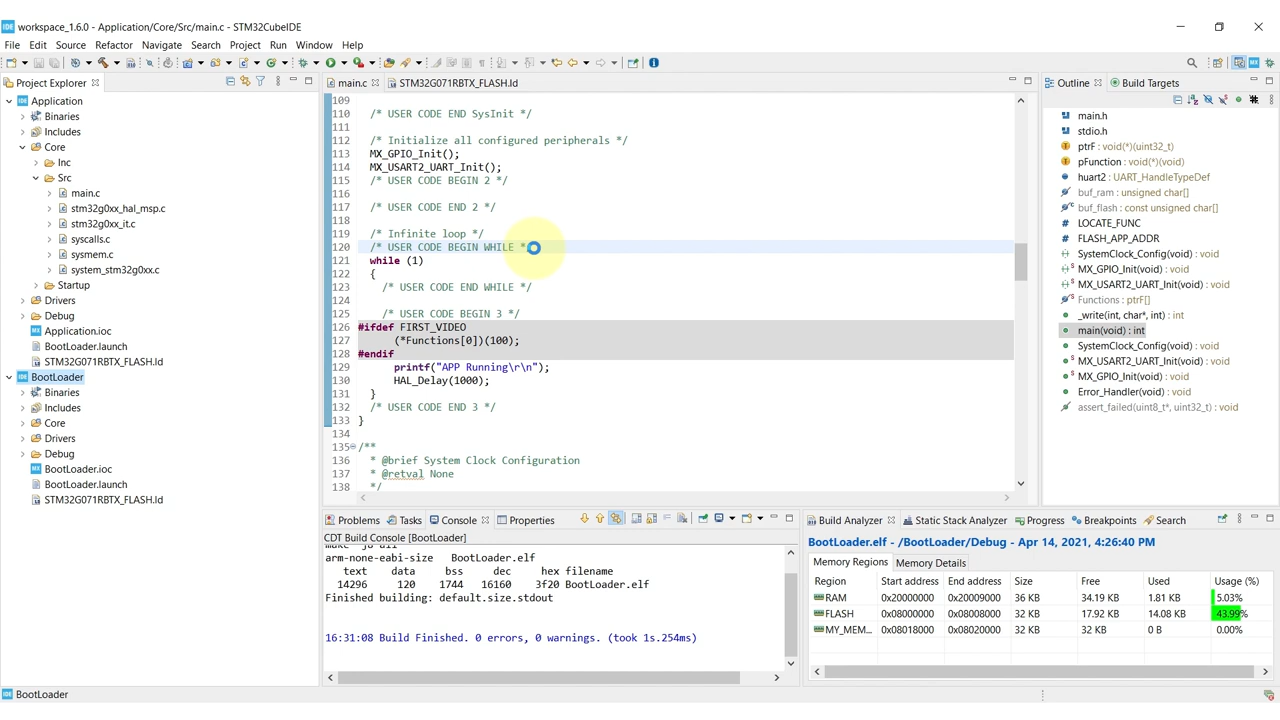 workspace_1.6.0 - Application/Core/Src/main.c - STM32CubeIDE
File Edit Source Refactor Navigate Search Project Run Window Help
Project Explorer
Application
Binaries
Includes
Core
Inc
Src
main.c
stm32g0xx_hal_msp.c
stm32g0xx_it.c
syscalls.c
sysmem.c
system_stm32g0xx.c
Startup
Drivers
Debug
Application.ioc
BootLoader.launch
STM32G071RBTX_FLASH.ld
BootLoader
Binaries
Includes
Core
Drivers
Debug
BootLoader.ioc
BootLoader.launch
STM32G071RBTX_FLASH.ld
main.c STM32G071RBTX_FLASH.ld
109
110 /* USER CODE END SysInit */
111
112 /* Initialize all configured peripherals */
113 MX_GPIO_Init();
114 MX_USART2_UART_Init();
115 /* USER CODE BEGIN 2 */
116
117 /* USER CODE END 2 */
118
119 /* Infinite loop */
120 /* USER CODE BEGIN WHILE *
121 while (1)
122 {
123 /* USER CODE END WHILE */
124
125 /* USER CODE BEGIN 3 */
126 #ifdef FIRST_VIDEO
127 (*Functions[0])(100);
128 #endif
129 printf("APP Running\r\n");
130 HAL_Delay(1000);
131 }
132 /* USER CODE END 3 */
133 }
134
135 /**
136 * @brief System Clock Configuration
137 * @retval None
138 */
Outline Build Targets
main.h
stdio.h
ptrF : void(*)(uint32_t)
pFunction : void(*)(void)
huart2 : UART_HandleTypeDef
buf_ram : unsigned char[]
buf_flash : const unsigned char[]
LOCATE_FUNC
FLASH_APP_ADDR
SystemClock_Config(void) : void
MX_GPIO_Init(void) : void
MX_USART2_UART_Init(void) : void
Functions : ptrF[]
_write(int, char*, int) : int
main(void) : int
SystemClock_Config(void) : void
MX_USART2_UART_Init(void) : void
MX_GPIO_Init(void) : void
Error_Handler(void) : void
assert_failed(uint8_t*, uint32_t) : void
Problems Tasks Console Properties
CDT Build Console [BootLoader]
arm-none-eabi-size BootLoader.elf
text data bss dec hex filename
14296 120 1744 16160 3f20 BootLoader.elf
Finished building: default.size.stdout
16:31:08 Build Finished. 0 errors, 0 warnings. (took 1s.254ms)
Build Analyzer Static Stack Analyzer Progress Breakpoints Search
BootLoader.elf - /BootLoader/Debug - Apr 14, 2021, 4:26:40 PM
Memory Regions Memory Details
Region Start address End address Size Free Used Usage (%)
RAM 0x20000000 0x20009000 36 KB 34.19 KB 1.81 KB 5.03%
FLASH 0x08000000 0x08008000 32 KB 17.92 KB 14.08 KB 43.99%
MY_MEM... 0x08018000 0x08020000 32 KB 32 KB 0 B 0.00%
BootLoader